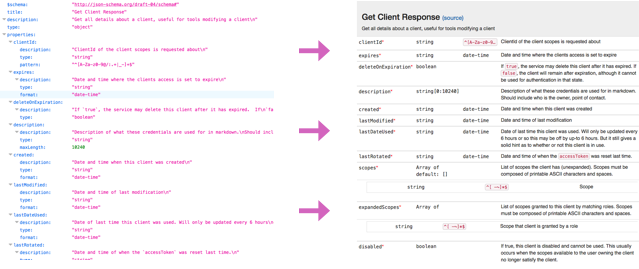 $schema: "http://json-schema.org/draft-04/schema#"
title: "Get Client Response"
description: "Get all details about a client, useful for tools modifying a client\n"
type: "object"
properties:
clientId:
description: "ClientId of the client scopes is requested about\n"
type: "string"
pattern:
expires:
description: "Date and time where the clients access is set to expire\n"
type: "string"
format: "date-time"
deleteOnExpiration:
description: "If `true`, the service may delete this client after it has expired. If\n`fa
type: "boolean"
description:
description: "Description of what these credentials are used for in markdown.\nShould inclu
type: "string"
maxLength: 10240
created:
description: "Date and time when this client was created\n"
type: "string"
format: "date-time"
lastModified:
description: "Date and time of last modification\n"
type: "string"
format: "date-time"
lastDateUsed:
description: "Date of last time this client was used. Will only be updated every 6 hours\n
type: "string"
format: "date-time"
lastRotated:
description: "Date and time of when the `accessToken` was reset last time.\n"
type: "string"
Get Client Response (source)
Get all details about a client, useful for tools modifying a client
clientId* string ClientId of the client scopes is requested about
expires* string date-time Date and time where the clients access is set to expire
deleteOnExpiration* boolean If true, the service may delete this client after it has expired. If
false, the client will remain after expiration, although it cannot
be used for authentication in that state.
description* string[0:10240] Description of what these credentials are used for in markdown.
Should include who is the owner, point of contact.
created* string date-time Date and time when this client was created
lastModified* string date-time Date and time of last modification
lastDateUsed* string date-time Date of last time this client was used. Will only be updated every
6 hours or so this may be off by up-to 6 hours. But it still gives a
solid hint as to whether or not this client is in use.
lastRotated* string date-time Date and time of when the accessToken was reset last time.
scopes* Array of List of scopes the client has (unexpanded). Scopes must be
default: [] composed of printable ASCII characters and spaces.
string ^[ -~]*$ Scope
expandedScopes* Array of List of scopes granted to this client by matching roles. Scopes
must be composed of printable ASCII characters and spaces.
string ^[ -~]*$ Scope that client is granted by a role
disabled* boolean If true, this client is disabled and cannot be used. This usually
occurs when the scopes available to the user owning the client
no longer satisfy the client.